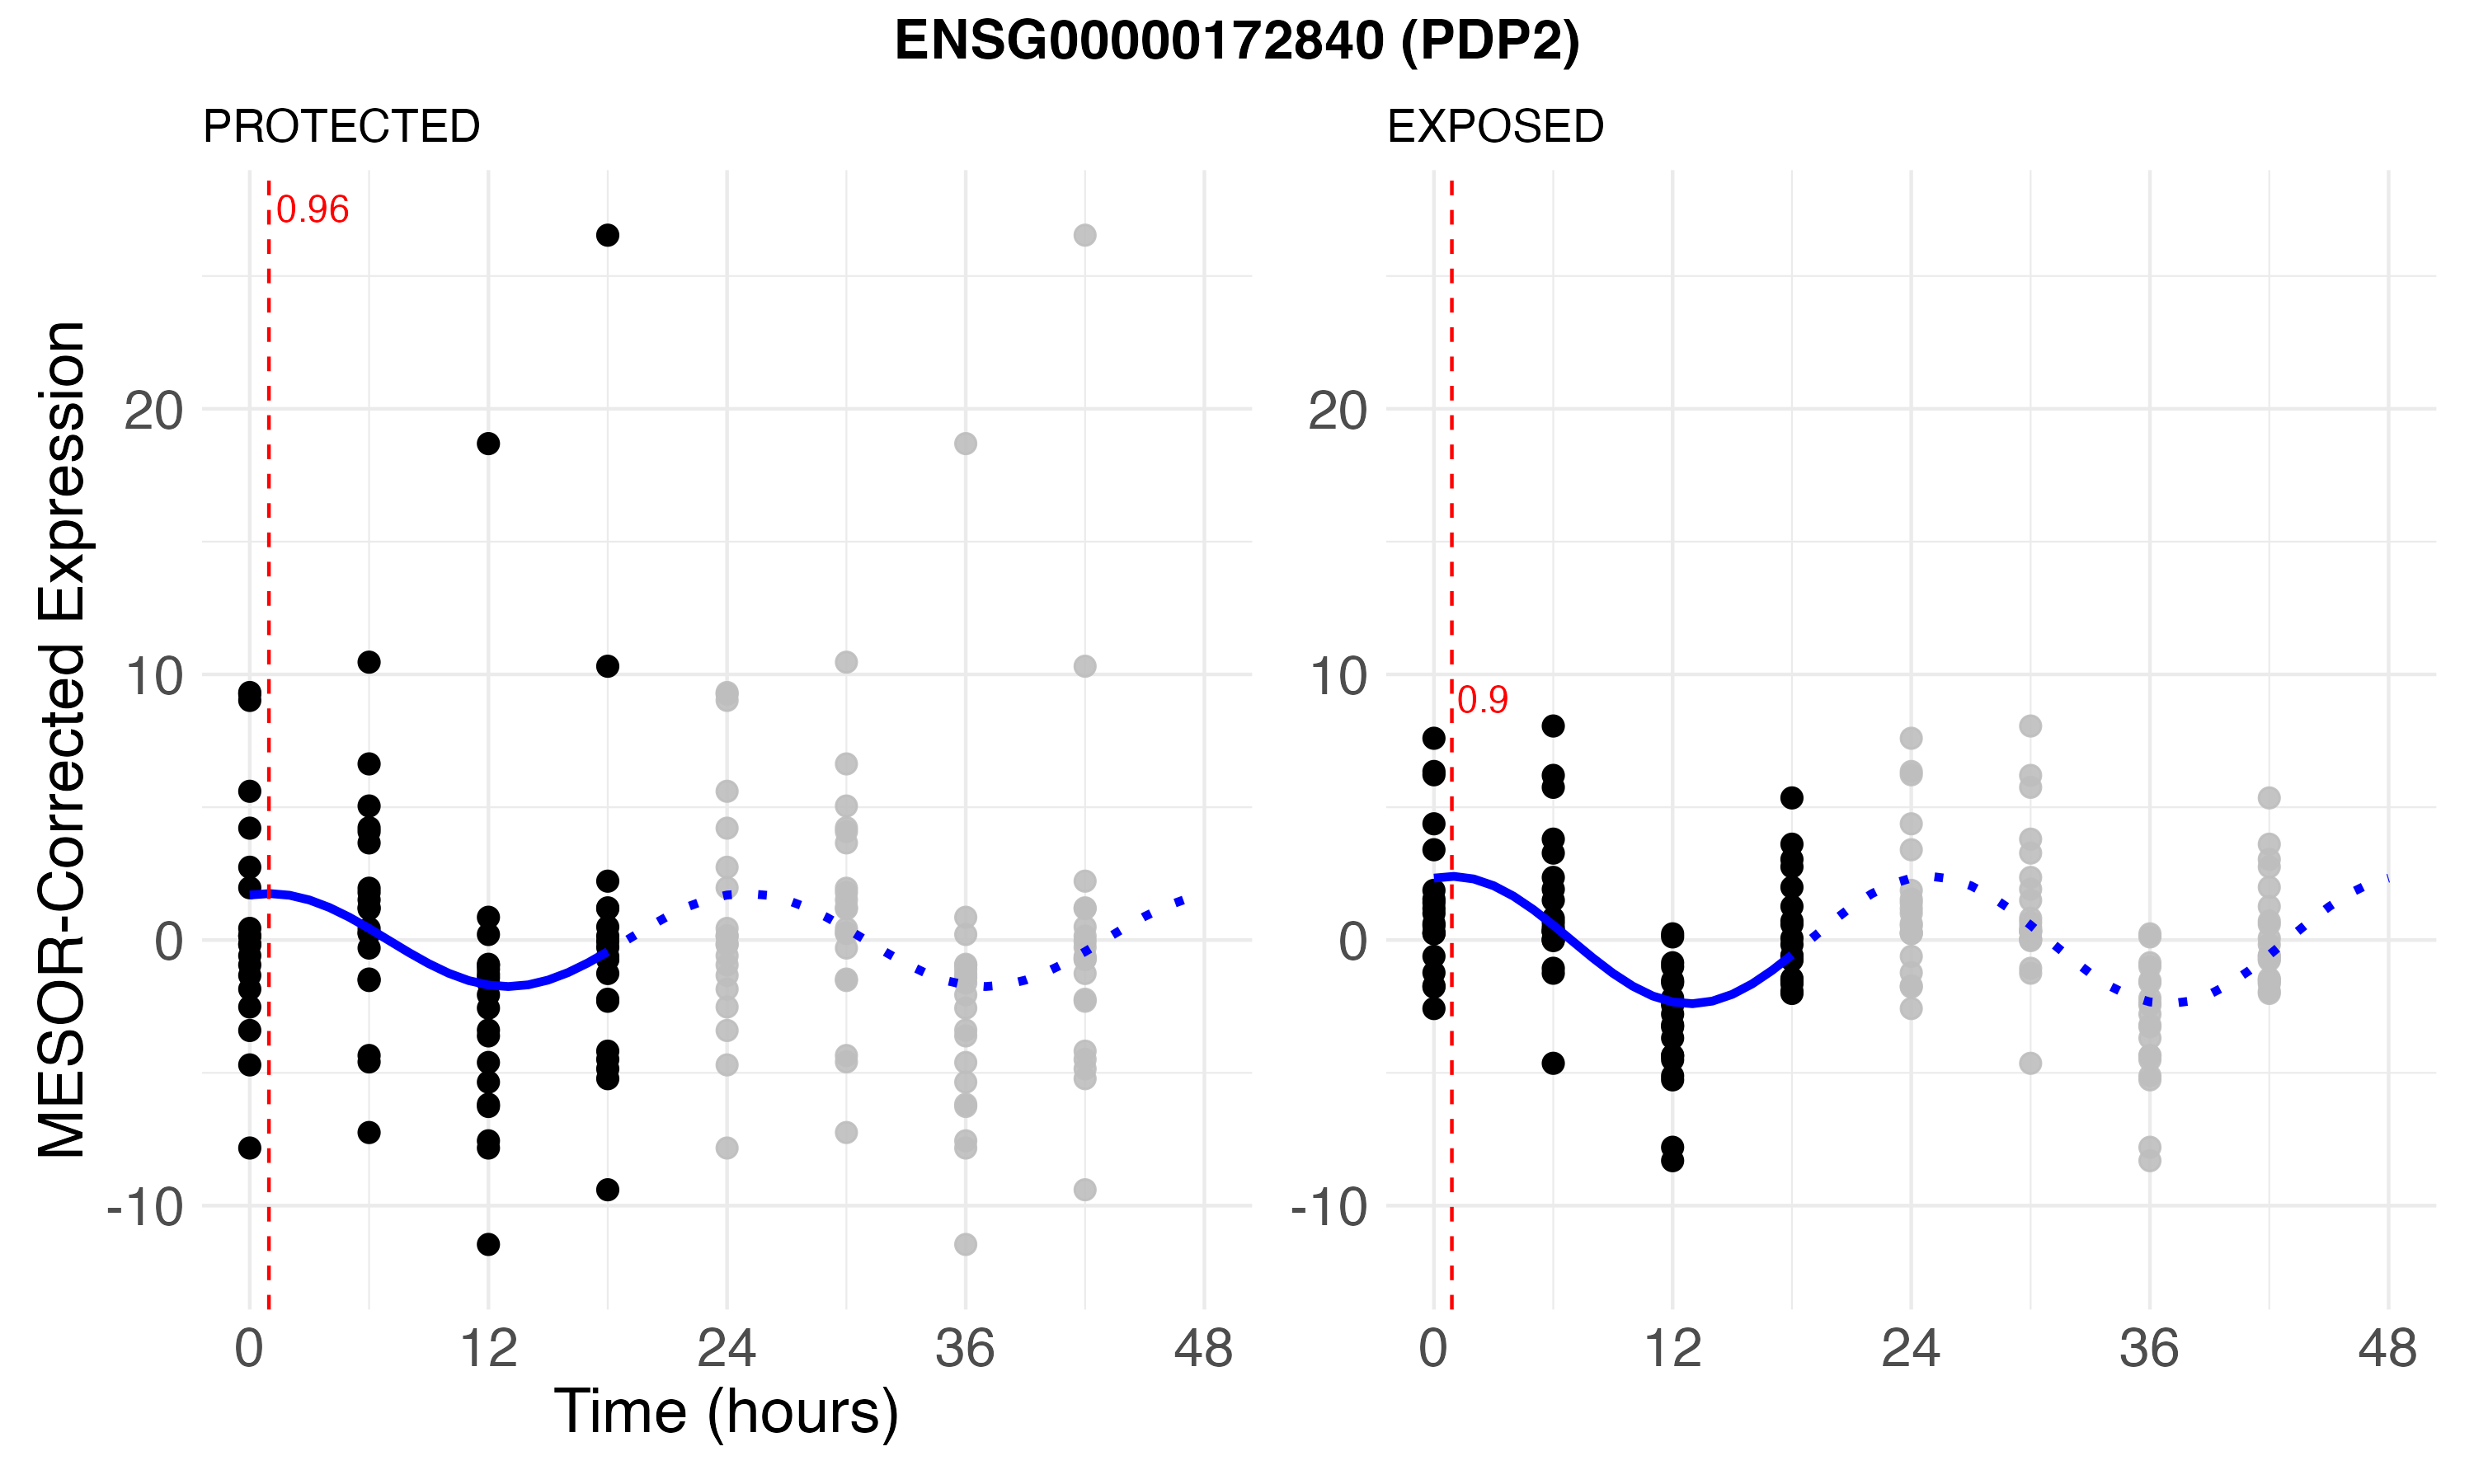 ENSG00000172840 (PDP2)
PROTECTED
EXPOSED
MESOR-Corrected Expression
0.96
20
10
0
-10
0 12 24 36 48
0.9
20
10
0
-10
0 12 24 36 48
Time (hours)